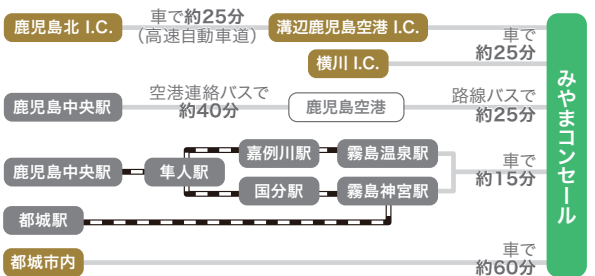 鹿児島北 I.C.
車で約25分
(高速自動車道)
溝辺鹿児島空港 I.C.
横川 I.C.
車で
約25分
鹿児島中央駅
空港連絡バスで
約40分
鹿児島空港
路線バスで
約25分
鹿児島中央駅
隼人駅
嘉例川駅
霧島温泉駅
国分駅
霧島神宮駅
車で
約15分
都城駅
都城市内
車で
約60分
みやまコンセール